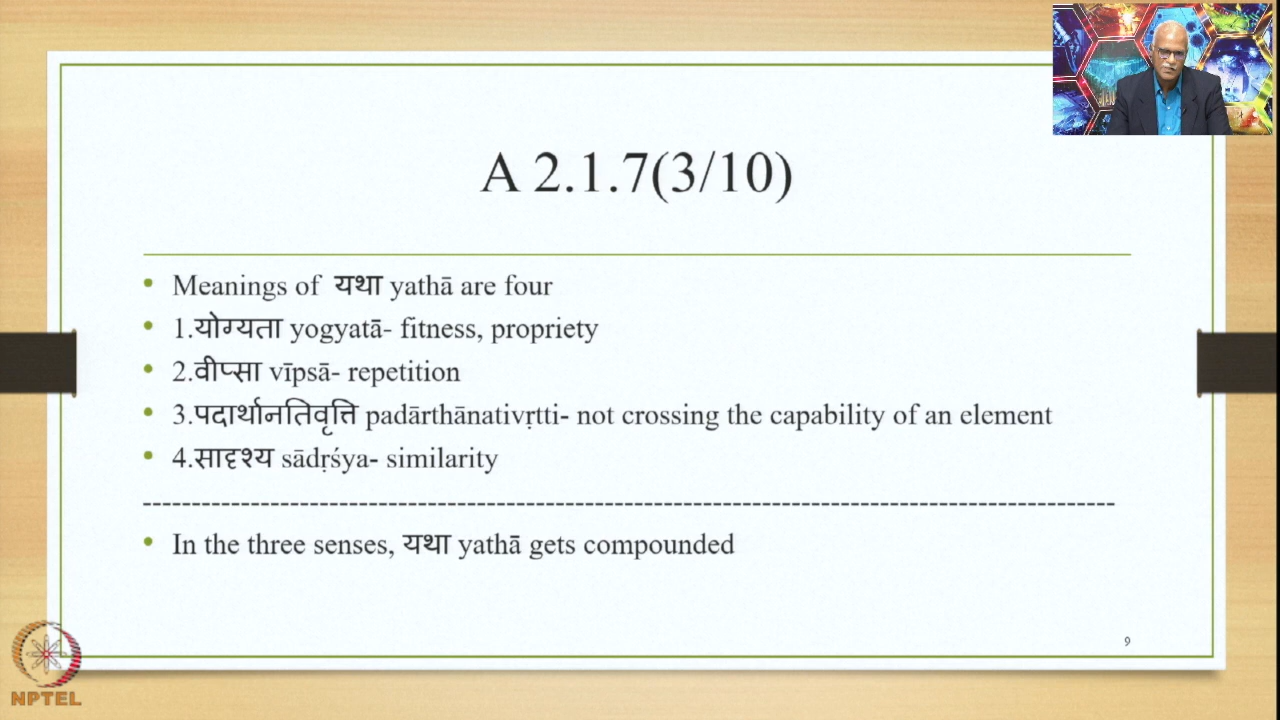 A 2.1.7(3/10)
• Meanings of यथा yathā are four
• 1.योग्यता yogyatā- fitness, propriety
• 2.वीप्सा vīpsā- repetition
• 3.पदार्थानतिवृत्ति padārthānativṛtti- not crossing the capability of an element
• 4.सादृश्य sādṛśya- similarity
--------------------------------------------------------------------------------------------------
• In the three senses, यथा yathā gets compounded
9
NPTEL